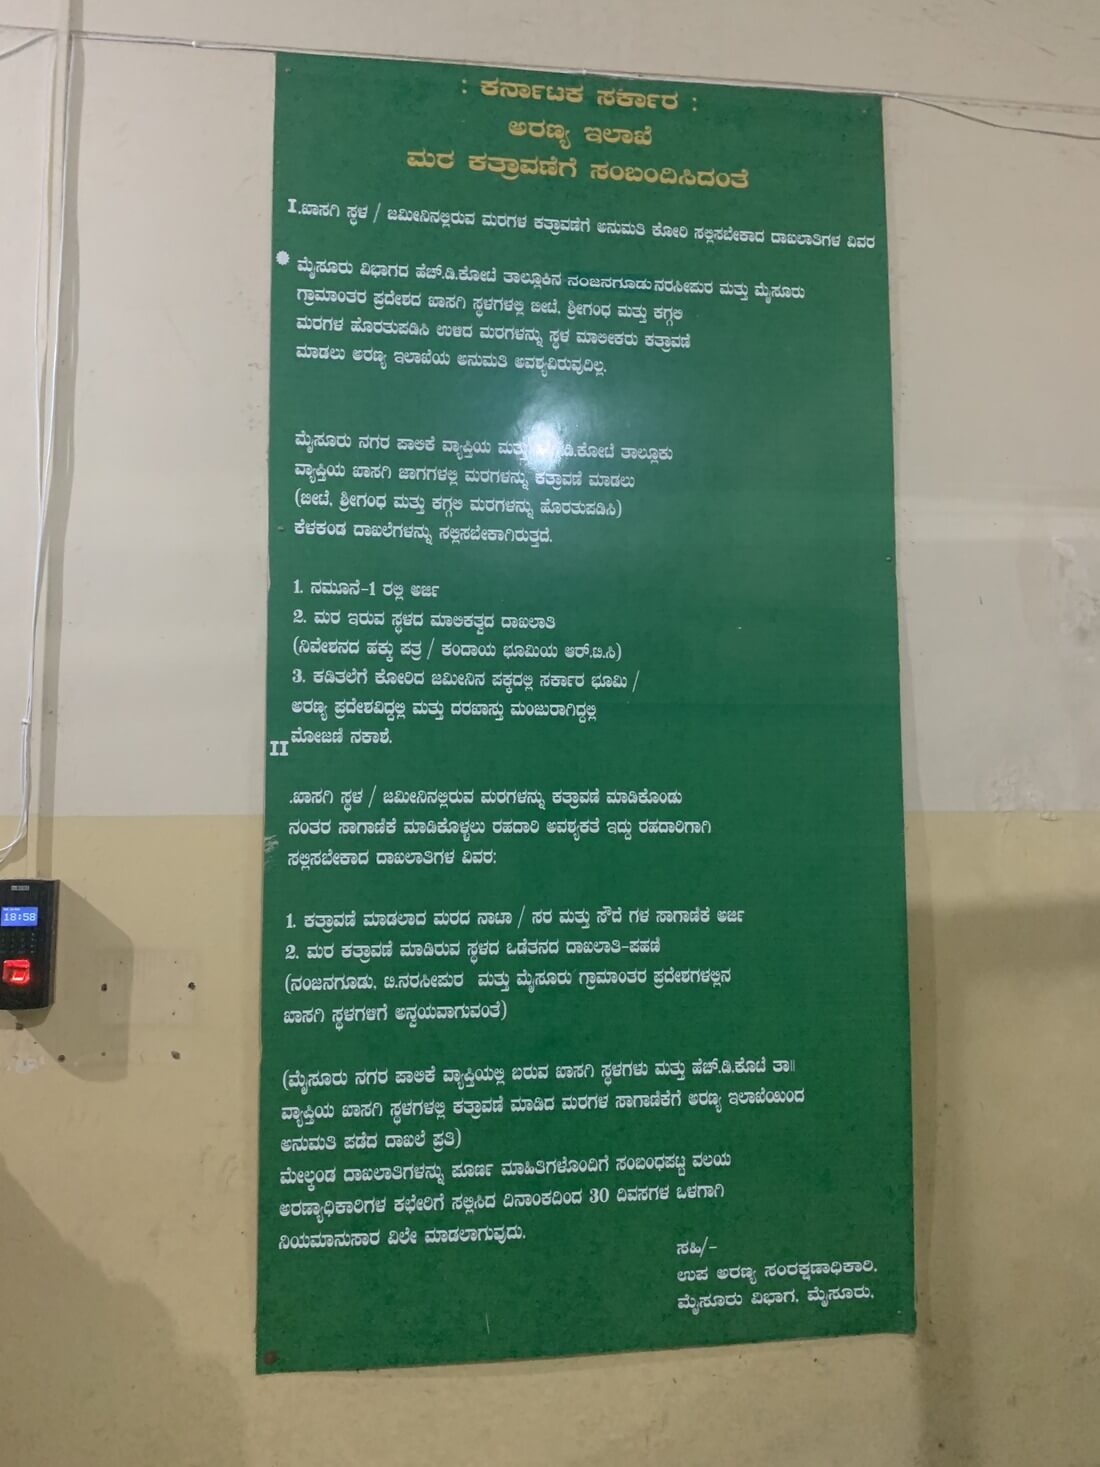 : ಕರ್ನಾಟಕ ಸರ್ಕಾರ :
ಅರಣ್ಯ ಇಲಾಖೆ
ಮರ ಕತ್ರಾವಣೆಗೆ ಸಂಬಂದಿಸಿದಂತೆ
I.ಖಾಸಗಿ ಸ್ಥಳ / ಜಮೀನಿನಲ್ಲಿರುವ ಮರಗಳ ಕತ್ರಾವಣೆಗೆ ಅನುಮತಿ ಕೋರಿ ಸಲ್ಲಿಸಬೇಕಾದ ದಾಖಲಾತಿಗಳ ವಿವರ
ಮೈಸೂರು ವಿಭಾಗದ ಹೆಚ್.ಡಿ.ಕೋಟೆ ತಾಲ್ಲೂಕಿನ ನಂಜನಗೂಡು ನರಸೀಪುರ ಮತ್ತು ಮೈಸೂರು
ಗ್ರಾಮಾಂತರ ಪ್ರದೇಶದ ಖಾಸಗಿ ಸ್ಥಳಗಳಲ್ಲಿ ಬೀಟೆ, ಶ್ರೀಗಂಧ ಮತ್ತು ಕಗ್ಗಲಿ
ಮರಗಳ ಹೊರತುಪಡಿಸಿ ಉಳಿದ ಮರಗಳನ್ನು ಸ್ಥಳ ಮಾಲೀಕರು ಕತ್ರಾವಣೆ
ಮಾಡಲು ಅರಣ್ಯ ಇಲಾಖೆಯ ಅನುಮತಿ ಅವಶ್ಯವಿರುವುದಿಲ್ಲ.
ಮೈಸೂರು ನಗರ ಪಾಲಿಕೆ ವ್ಯಾಪ್ತಿಯ ಮತ್ತು ಡಿ.ಕೋಟೆ ತಾಲ್ಲೂಕು
ವ್ಯಾಪ್ತಿಯ ಖಾಸಗಿ ಜಾಗಗಳಲ್ಲಿ ಮರಗಳನ್ನು ಕತ್ರಾವಣೆ ಮಾಡಲು
(ಬೀಟೆ, ಶ್ರೀಗಂಧ ಮತ್ತು ಕಗ್ಗಲಿ ಮರಗಳನ್ನು ಹೊರತುಪಡಿಸಿ)
ಕೆಳಕಂಡ ದಾಖಲೆಗಳನ್ನು ಸಲ್ಲಿಸಬೇಕಾಗಿರುತ್ತದೆ.
1. ನಮೂನೆ-1 ರಲ್ಲಿ ಅರ್ಜಿ
2. ಮರ ಇರುವ ಸ್ಥಳದ ಮಾಲಿಕತ್ವದ ದಾಖಲಾತಿ
(ನಿವೇಶನದ ಹಕ್ಕು ಪತ್ರ / ಕಂದಾಯ ಭೂಮಿಯ ಆರ್.ಟಿ.ಸಿ)
3. ಕಡಿತಲೆಗೆ ಕೋರಿದ ಜಮೀನಿನ ಪಕ್ಕದಲ್ಲಿ ಸರ್ಕಾರ ಭೂಮಿ /
ಅರಣ್ಯ ಪ್ರದೇಶವಿದ್ದಲ್ಲಿ ಮತ್ತು ದರಖಾಸ್ತು ಮಂಜುರಾಗಿದ್ದಲ್ಲಿ
ಮೋಜಣಿ ನಕಾಶೆ.
II
.ಖಾಸಗಿ ಸ್ಥಳ / ಜಮೀನಿನಲ್ಲಿರುವ ಮರಗಳನ್ನು ಕತ್ರಾವಣೆ ಮಾಡಿಕೊಂಡು
ನಂತರ ಸಾಗಾಣಿಕೆ ಮಾಡಿಕೊಳ್ಳಲು ರಹದಾರಿ ಅವಶ್ಯಕತೆ ಇದ್ದು ರಹದಾರಿಗಾಗಿ
ಸಲ್ಲಿಸಬೇಕಾದ ದಾಖಲಾತಿಗಳ ವಿವರ:
1. ಕತ್ರಾವಣೆ ಮಾಡಲಾದ ಮರದ ನಾಟಾ / ಸರ ಮತ್ತು ಸೌದೆ ಗಳ ಸಾಗಾಣಿಕೆ ಅರ್ಜಿ
2. ಮರ ಕತ್ರಾವಣೆ ಮಾಡಿರುವ ಸ್ಥಳದ ಒಡೆತನದ ದಾಖಲಾತಿ-ಪಹಣಿ
(ನಂಜನಗೂಡು, ಟಿ.ನರಸೀಪುರ ಮತ್ತು ಮೈಸೂರು ಗ್ರಾಮಾಂತರ ಪ್ರದೇಶಗಳಲ್ಲಿನ
ಖಾಸಗಿ ಸ್ಥಳಗಳಿಗೆ ಅನ್ವಯವಾಗುವಂತೆ)
(ಮೈಸೂರು ನಗರ ಪಾಲಿಕೆ ವ್ಯಾಪ್ತಿಯಲ್ಲಿ ಬರುವ ಖಾಸಗಿ ಸ್ಥಳಗಳು ಮತ್ತು ಹೆಚ್.ಡಿ.ಕೊಟೆ ತಾ॥
ವ್ಯಾಪ್ತಿಯ ಖಾಸಗಿ ಸ್ಥಳಗಳಲ್ಲಿ ಕತ್ರಾವಣೆ ಮಾಡಿದ ಮರಗಳ ಸಾಗಾಣಿಕೆಗೆ ಅರಣ್ಯ ಇಲಾಖೆಯಿಂದ
ಅನುಮತಿ ಪಡೆದ ದಾಖಲೆ ಪ್ರತಿ)
ಮೇಲ್ಕಂಡ ದಾಖಲಾತಿಗಳನ್ನು ಪೂರ್ಣ ಮಾಹಿತಿಗಳೊಂದಿಗೆ ಸಂಬಂಧಪಟ್ಟ ವಲಯ
ಅರಣ್ಯಾಧಿಕಾರಿಗಳ ಕಛೇರಿಗೆ ಸಲ್ಲಿಸಿದ ದಿನಾಂಕದಿಂದ 30 ದಿವಸಗಳ ಒಳಗಾಗಿ
ನಿಯಮಾನುಸಾರ ವಿಲೇ ಮಾಡಲಾಗುವುದು.
ಸಹಿ/-
ಉಪ ಅರಣ್ಯ ಸಂರಕ್ಷಣಾಧಿಕಾರಿ.
ಮೈಸೂರು ವಿಭಾಗ, ಮೈಸೂರು.
18:58